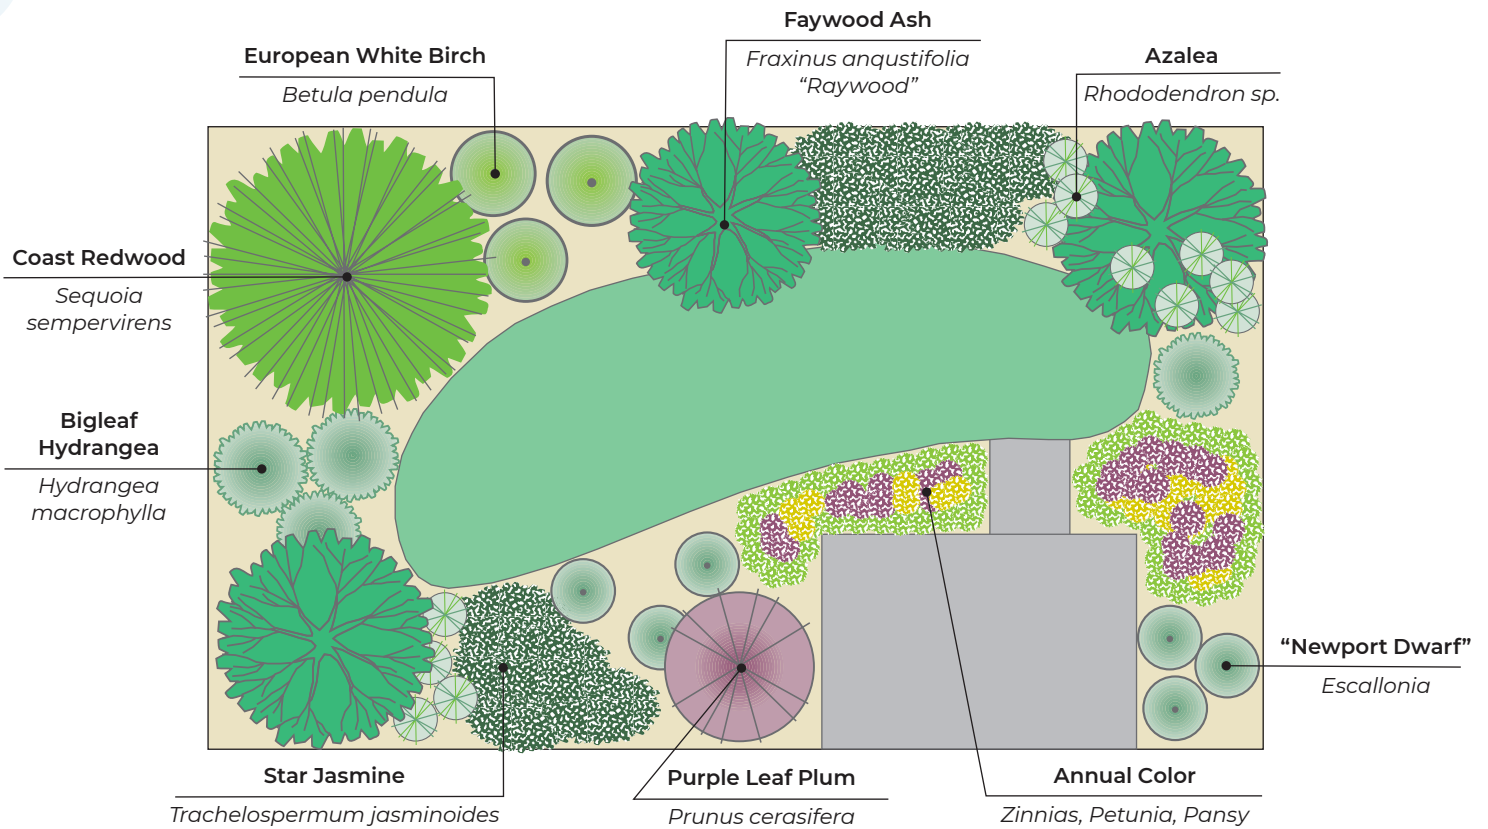 Faywood Ash
Fraxinus anqustifolia
“Raywood”
European White Birch
Betula pendula
Azalea
Rhododendron sp.
Coast Redwood
Sequoia
sempervirens
Bigleaf
Hydrangea
Hydrangea
macrophylla
“Newport Dwarf”
Escallonia
Star Jasmine
Trachelospermum jasminoides
Purple Leaf Plum
Prunus cerasifera
Annual Color
Zinnias, Petunia, Pansy